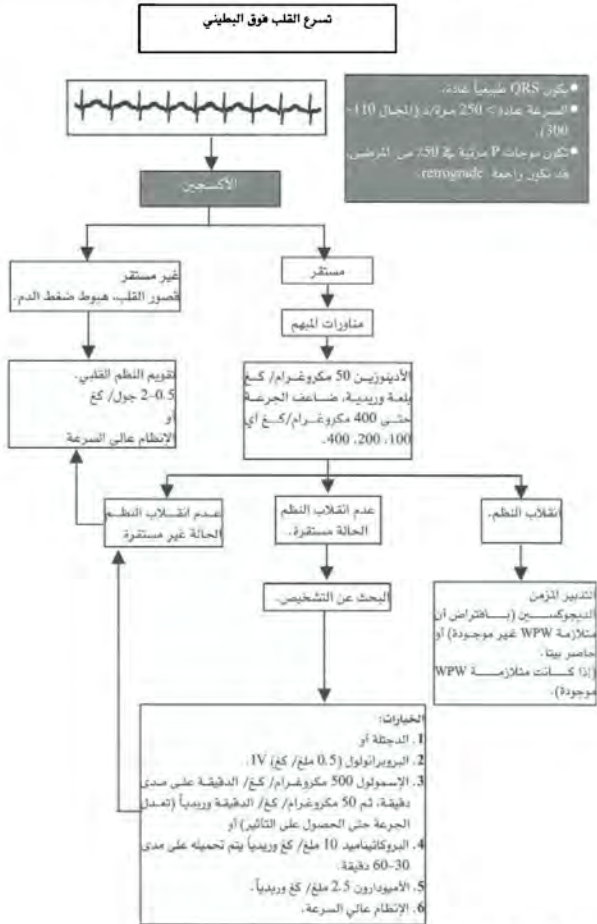 تسرع القلب فوق البطيني
● يكون QRS طبيعياً عادة.
● السرعة عادة > 250 مرة/د (المجال 110-
300).
● تكون موجات P مرئية في 50٪ من المرضى،
قد تكون راجعة retrograde.
الأكسجين
غير مستقر
قصور القلب، هبوط ضغط الدم.
مستقر
مناورات المبهم
تقويم النظم القلبي.
0.5-2 جول/ كغ
أو
الإنظام عالي السرعة
الأدينوزين 50 مكروغرام/ كغ
بلعة وريدية، ضاعف الجرعة
حتى 400 مكروغرام/كغ أي
100، 200، 400.
عدم انقلاب النظم
الحالة غير مستقرة
عدم انقلاب النظم
الحالة مستقرة.
انقلاب النظم.
البحث عن التشخيص.
التدبير المزمن
الديجوكسين (بافتراض أن
متلازمة WPW غير موجودة) أو
حاصر بيتا.
(إذا كانت متلازمة WPW
موجودة).
الخيارات:
1. الدجتلة أو
2. البروبرانولول (0.5 ملغ/ كغ) IV.
3. الإسمولول 500 مكروغرام/ كغ/ الدقيقة على مدى
دقيقة، ثم 50 مكروغرام/ كغ/ الدقيقة وريدياً (تعدل
الجرعة حتى الحصول على التأثير) أو
4. البروكائيناميد 10 ملغ/ كغ وريدياً يتم تحميله على مدى
30-60 دقيقة.
5. الأميودارون 2.5 ملغ/ كغ وريدياً.
6. الإنظام عالي السرعة.